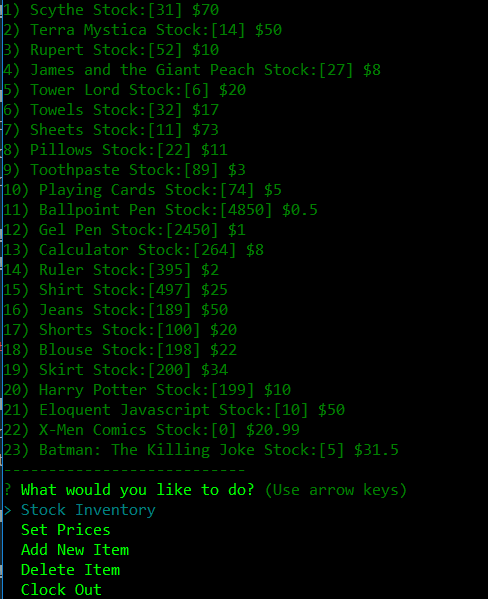 1) Scythe Stock:[31] $70
2) Terra Mystica Stock:[14] $50
3) Rupert Stock:[52] $10
4) James and the Giant Peach Stock:[27] $8
5) Tower Lord Stock:[6] $20
6) Towels Stock:[32] $17
7) Sheets Stock:[11] $73
8) Pillows Stock:[22] $11
9) Toothpaste Stock:[89] $3
10) Playing Cards Stock:[74] $5
11) Ballpoint Pen Stock:[4850] $0.5
12) Gel Pen Stock:[2450] $1
13) Calculator Stock:[264] $8
14) Ruler Stock:[395] $2
15) Shirt Stock:[497] $25
16) Jeans Stock:[189] $50
17) Shorts Stock:[100] $20
18) Blouse Stock:[198] $22
19) Skirt Stock:[200] $34
20) Harry Potter Stock:[199] $10
21) Eloquent Javascript Stock:[10] $50
22) X-Men Comics Stock:[0] $20.99
23) Batman: The Killing Joke Stock:[5] $31.5
---------------------------
? What would you like to do? (Use arrow keys)
> Stock Inventory
Set Prices
Add New Item
Delete Item
Clock Out